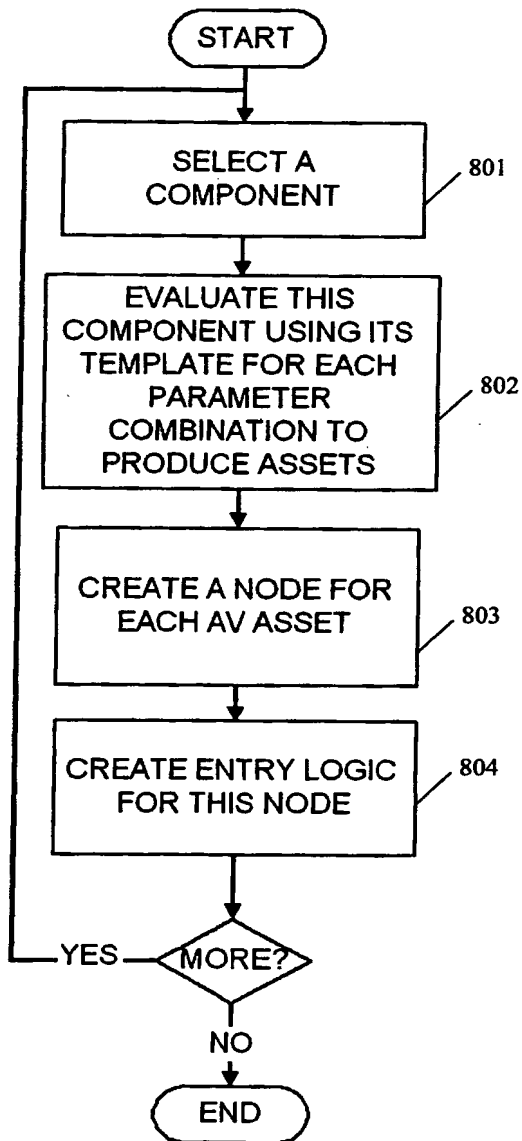 START
SELECT A
COMPONENT
801
EVALUATE THIS
COMPONENT USING ITS
TEMPLATE FOR EACH
PARAMETER
COMBINATION TO
PRODUCE ASSETS
802
CREATE A NODE FOR
EACH AV ASSET
803
CREATE ENTRY LOGIC
FOR THIS NODE
804
YES
MORE?
NO
END